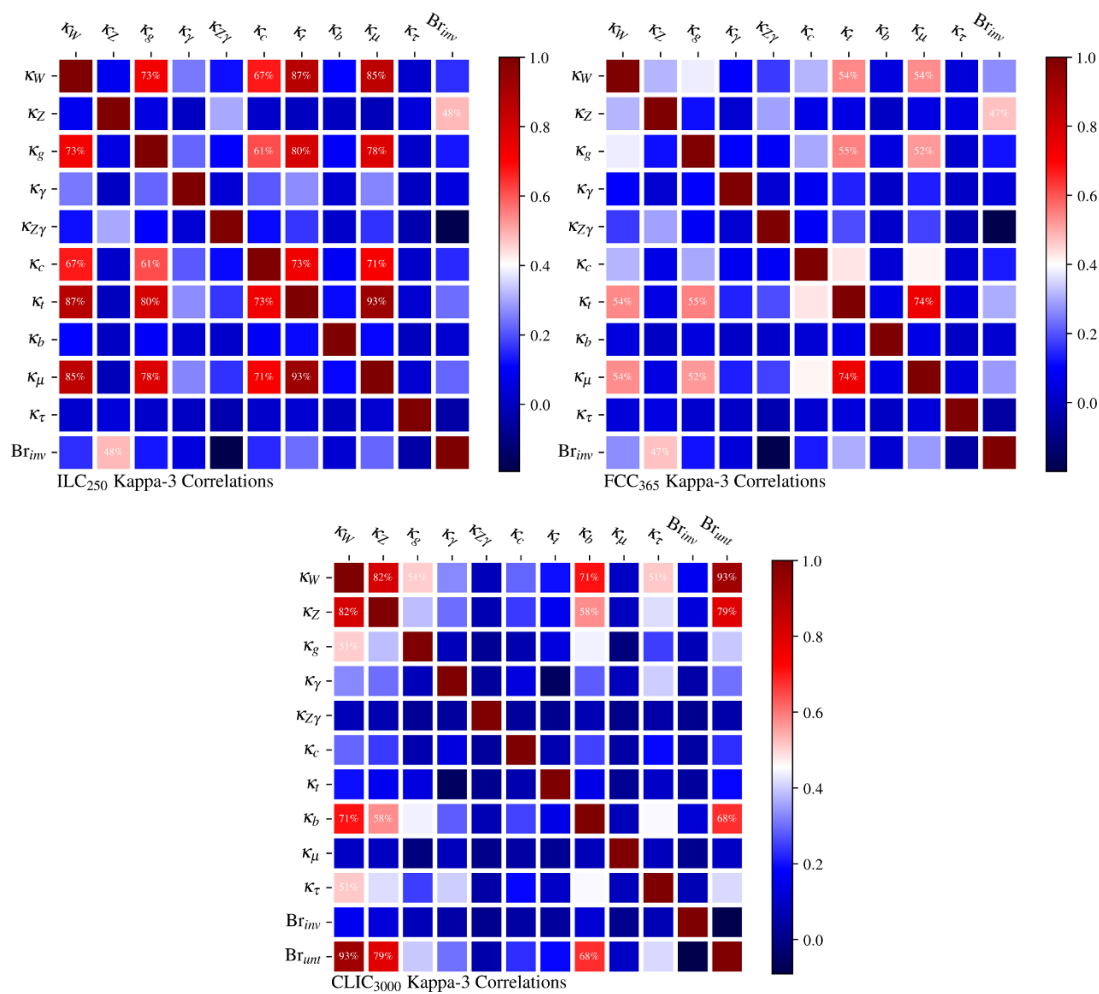 κW κZ κg κγ κZγ κc κt κb κμ κτ Brinv
κW 73% 67% 87% 85%
κZ 48%
κg 73% 61% 80% 78%
κγ
κZγ
κc 67% 61% 73% 71%
κt 87% 80% 73% 93%
κb
κμ 85% 78% 71% 93%
κτ
Brinv 48%
ILC250 Kappa-3 Correlations
1.0
0.8
0.6
0.4
0.2
0.0
κW κZ κg κγ κZγ κc κt κb κμ κτ Brinv
κW 54% 54%
κZ 47%
κg 55% 52%
κγ
κZγ
κc
κt 54% 55% 74%
κb
κμ 54% 52% 74%
κτ
Brinv 47%
FCC365 Kappa-3 Correlations
1.0
0.8
0.6
0.4
0.2
0.0
κW κZ κg κγ κZγ κc κt κb κμ κτ Brinv Brunt
κW 82% 51% 71% 51% 93%
κZ 82% 58% 79%
κg 51%
κγ
κZγ
κc
κt
κb 71% 58% 68%
κμ
κτ 51%
Brinv
Brunt 93% 79% 68%
CLIC3000 Kappa-3 Correlations
1.0
0.8
0.6
0.4
0.2
0.0